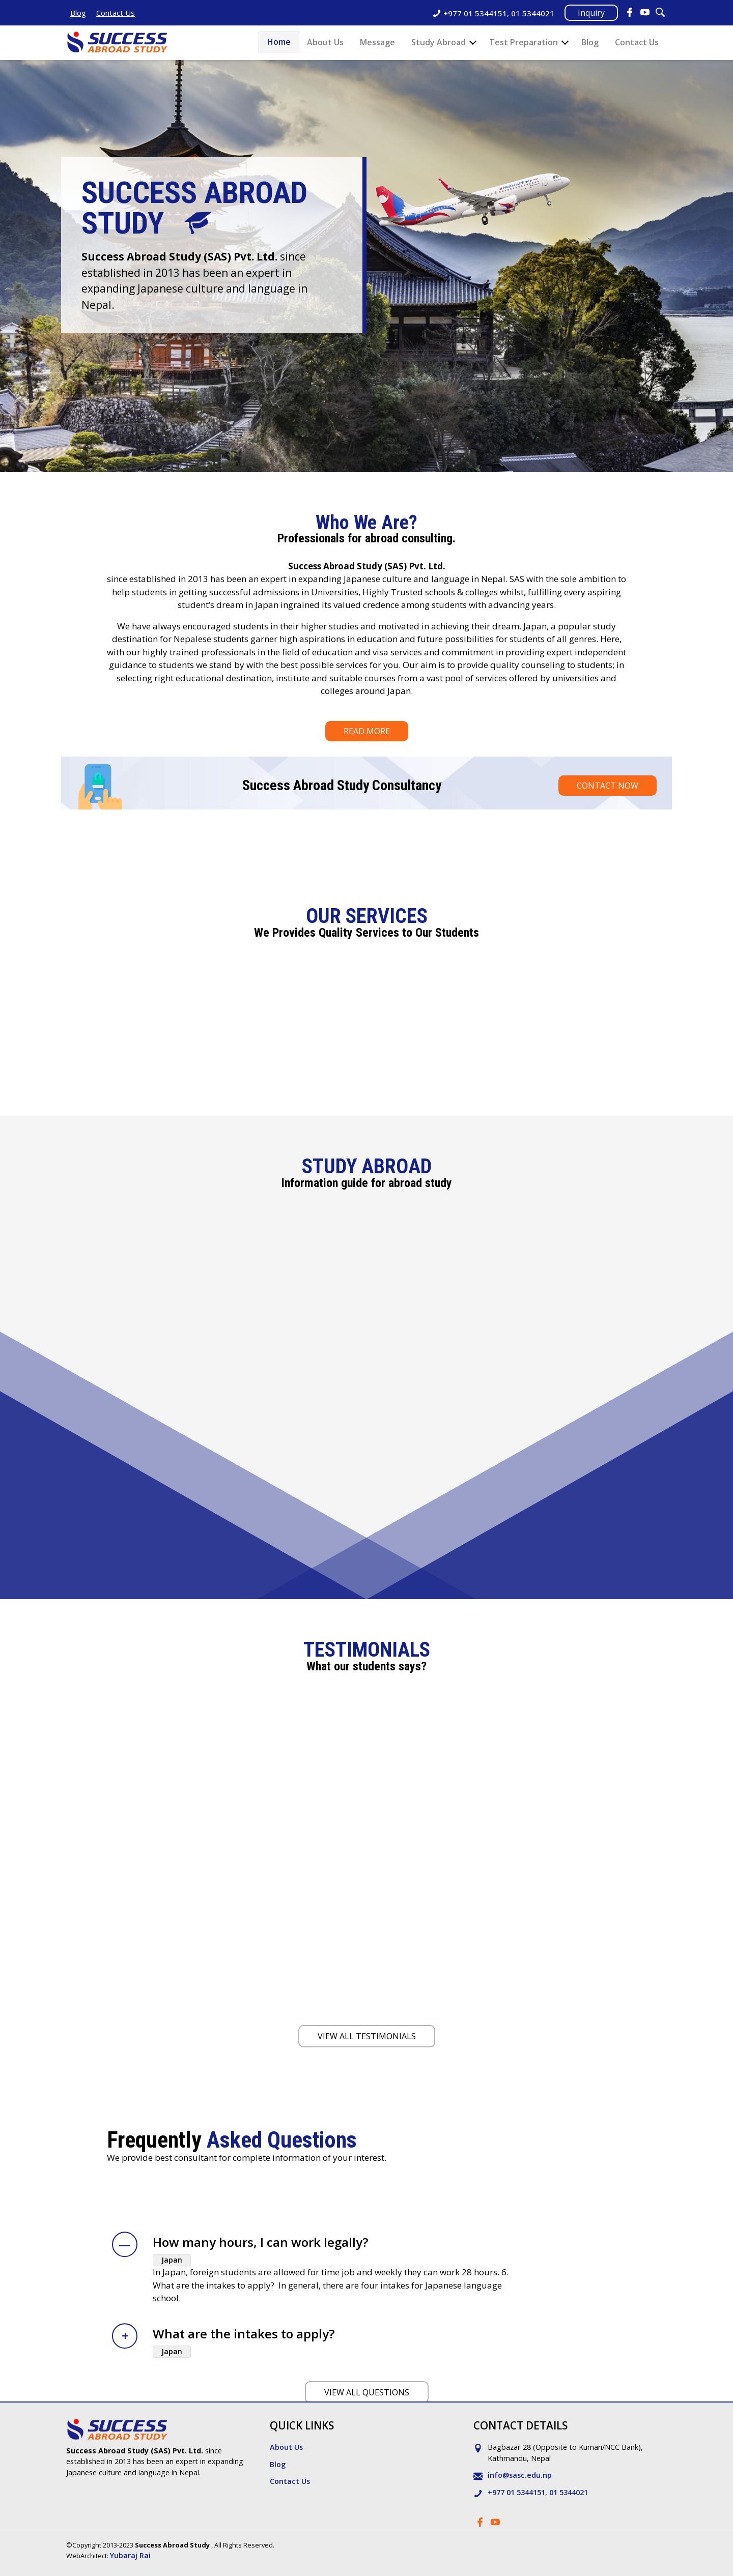 Blog Contact Us +977 01 5344151, 01 5344021 Inquiry
SUCCESS
ABROAD STUDY
Home About Us Message Study Abroad Test Preparation Blog Contact Us
SUCCESS ABROAD
STUDY
Success Abroad Study (SAS) Pvt. Ltd. since
established in 2013 has been an expert in
expanding Japanese culture and language in
Nepal.
Who We Are?
Professionals for abroad consulting.
Success Abroad Study (SAS) Pvt. Ltd.
since established in 2013 has been an expert in expanding Japanese culture and language in Nepal. SAS with the sole ambition to
help students in getting successful admissions in Universities, Highly Trusted schools & colleges whilst, fulfilling every aspiring
student's dream in Japan ingrained its valued credence among students with advancing years.
We have always encouraged students in their higher studies and motivated in achieving their dream. Japan, a popular study
destination for Nepalese students garner high aspirations in education and future possibilities for students of all genres. Here,
with our highly trained professionals in the field of education and visa services and commitment in providing expert independent
guidance to students we stand by with the best possible services for you. Our aim is to provide quality counseling to students; in
selecting right educational destination, institute and suitable courses from a vast pool of services offered by universities and
colleges around Japan.
READ MORE
Success Abroad Study Consultancy
CONTACT NOW
OUR SERVICES
We Provides Quality Services to Our Students
STUDY ABROAD
Information guide for abroad study
TESTIMONIALS
What our students says?
VIEW ALL TESTIMONIALS
Frequently Asked Questions
We provide best consultant for complete information of your interest.
How many hours, I can work legally?
Japan
In Japan, foreign students are allowed for time job and weekly they can work 28 hours. 6.
What are the intakes to apply?  In general, there are four intakes for Japanese language
school.
What are the intakes to apply?
Japan
VIEW ALL QUESTIONS
SUCCESS
ABROAD STUDY
Success Abroad Study (SAS) Pvt. Ltd. since
established in 2013 has been an expert in expanding
Japanese culture and language in Nepal.
QUICK LINKS
About Us
Blog
Contact Us
CONTACT DETAILS
Bagbazar-28 (Opposite to Kumari/NCC Bank),
Kathmandu, Nepal
info@sasc.edu.np
+977 01 5344151, 01 5344021
©Copyright 2013-2023 Success Abroad Study , All Rights Reserved.
WebArchitect: Yubaraj Rai